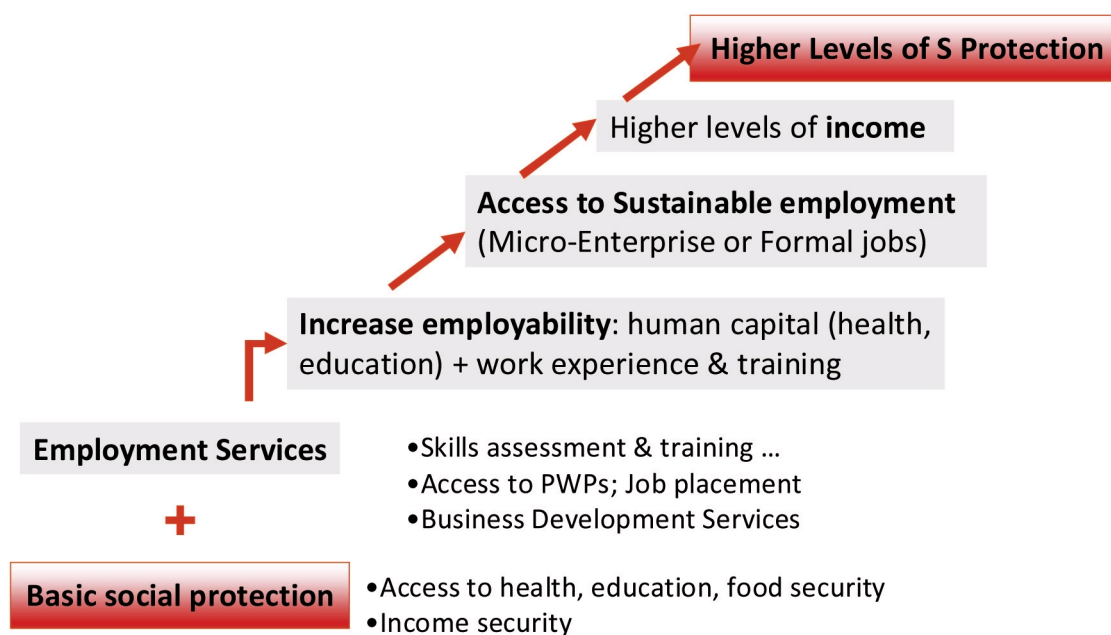 Higher Levels of S Protection
Higher levels of income
Access to Sustainable employment
(Micro-Enterprise or Formal jobs)
Increase employability: human capital (health,
education) + work experience & training
Employment Services
•Skills assessment & training ...
•Access to PWPs; Job placement
•Business Development Services
+
Basic social protection
•Access to health, education, food security
•Income security